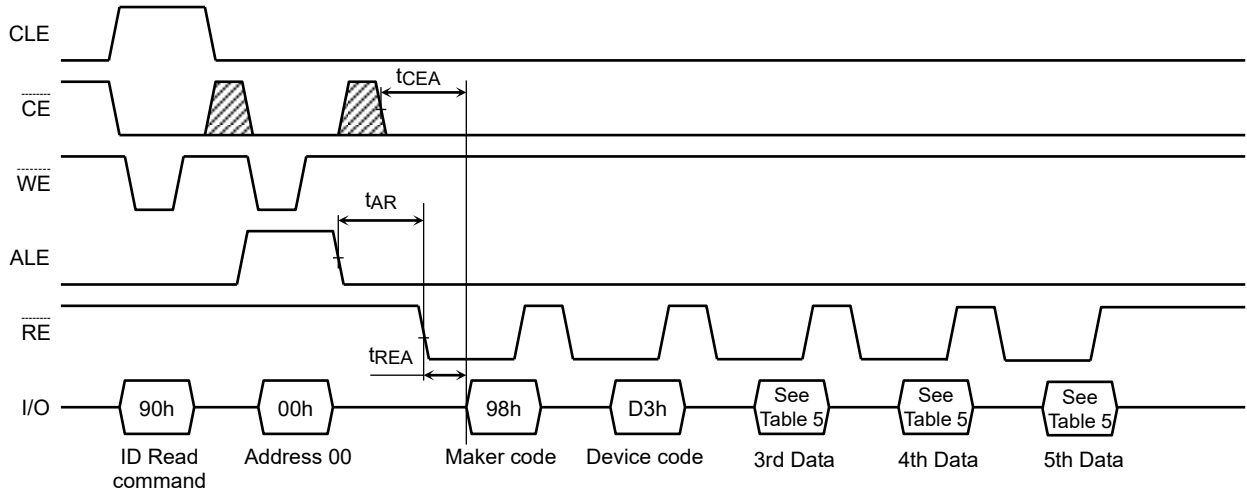 CLE
tCEA
CE
WE
tAR
ALE
RE
tREA
I/O
90h
00h
98h
D3h
See
Table 5
See
Table 5
See
Table 5
ID Read
command
Address 00
Maker code
Device code
3rd Data
4th Data
5th Data